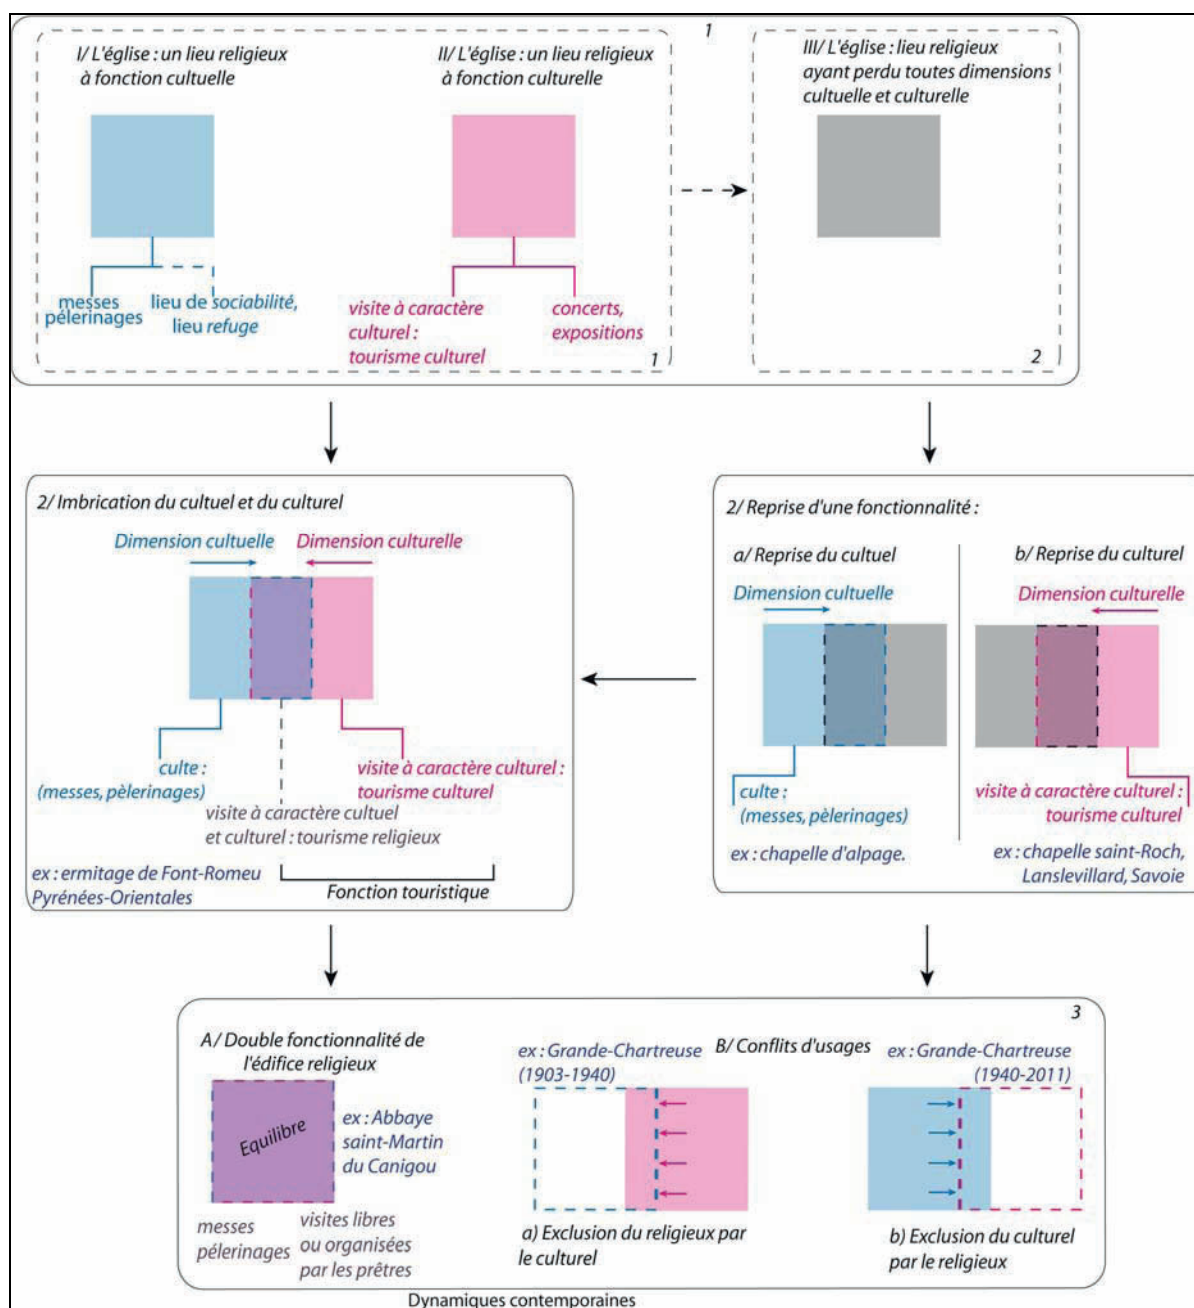 1
I/ L'église : un lieu religieux
à fonction cultuelle
messes
pélerinages
lieu de sociabilité,
lieu refuge
II/ L'église : un lieu religieux
à fonction culturelle
visite à caractère
culturel :
tourisme culturel
concerts,
expositions
1
III/ L'église : lieu religieux
ayant perdu toutes dimensions
cultuelle et culturelle
2
2/ Imbrication du cultuel et du culturel
Dimension cultuelle
Dimension culturelle
culte :
(messes, pèlerinages)
visite à caractère culturel :
tourisme culturel
visite à caractère cultuel
et culturel : tourisme religieux
ex : ermitage de Font-Romeu
Pyrénées-Orientales
Fonction touristique
2/ Reprise d'une fonctionnalité :
a/ Reprise du cultuel
Dimension cultuelle
culte :
(messes, pèlerinages)
ex : chapelle d'alpage.
b/ Reprise du culturel
Dimension culturelle
visite à caractère culturel :
tourisme culturel
ex : chapelle saint-Roch,
Lanslevillard, Savoie
3
A/ Double fonctionnalité de
l'édifice religieux
Equilibre
ex : Abbaye
saint-Martin
du Canigou
messes
pélerinages
visites libres
ou organisées
par les prêtres
B/ Conflits d'usages
ex : Grande-Chartreuse
(1903-1940)
a) Exclusion du religieux par
le culturel
ex : Grande-Chartreuse
(1940-2011)
b) Exclusion du culturel
par le religieux
Dynamiques contemporaines